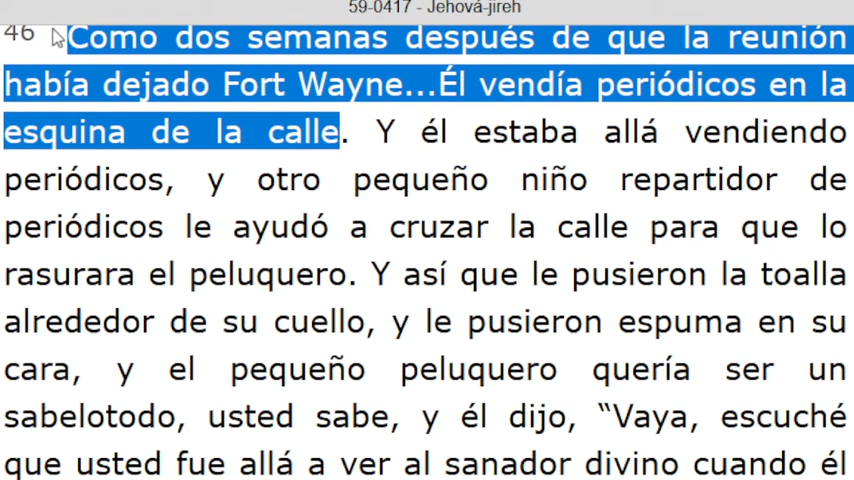 59-0417 - Jehová-jireh
46 Como dos semanas después de que la reunión
había dejado Fort Wayne...Él vendía periódicos en la
esquina de la calle. Y él estaba allá vendiendo
periódicos, y otro pequeño niño repartidor de
periódicos le ayudó a cruzar la calle para que lo
rasurara el peluquero. Y así que le pusieron la toalla
alrededor de su cuello, y le pusieron espuma en su
cara, y el pequeño peluquero quería ser un
sabelotodo, usted sabe, y él dijo, “Vaya, escuché
que usted fue allá a ver al sanador divino cuando él